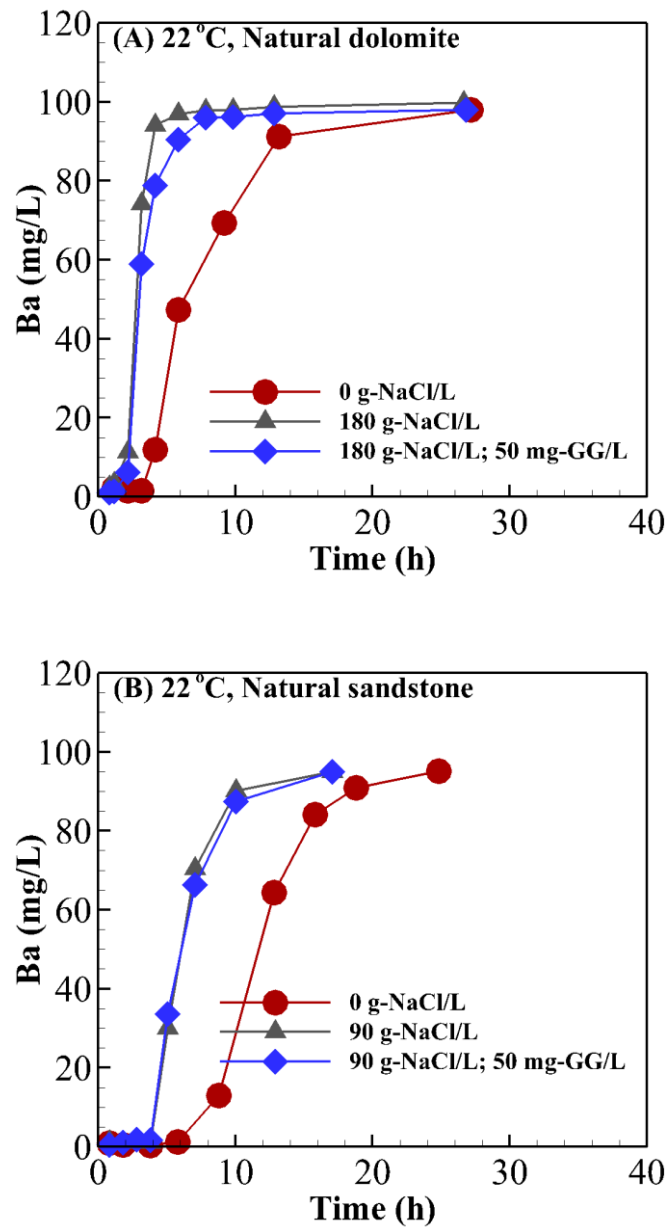 (A) 22 °C, Natural dolomite
120
100
80
60
40
20
0
Ba (mg/L)
0 g-NaCl/L
180 g-NaCl/L
180 g-NaCl/L; 50 mg-GG/L
0 10 20 30 40
Time (h)
(B) 22 °C, Natural sandstone
120
100
80
60
40
20
0
Ba (mg/L)
0 g-NaCl/L
90 g-NaCl/L
90 g-NaCl/L; 50 mg-GG/L
0 10 20 30 40
Time (h)